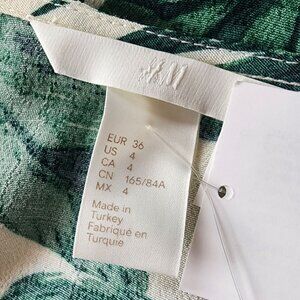 H&M
EUR 36
US 4
CA 4
CN 165/84A
MX 4
Made in
Turkey
Fabriqué en
Turquie